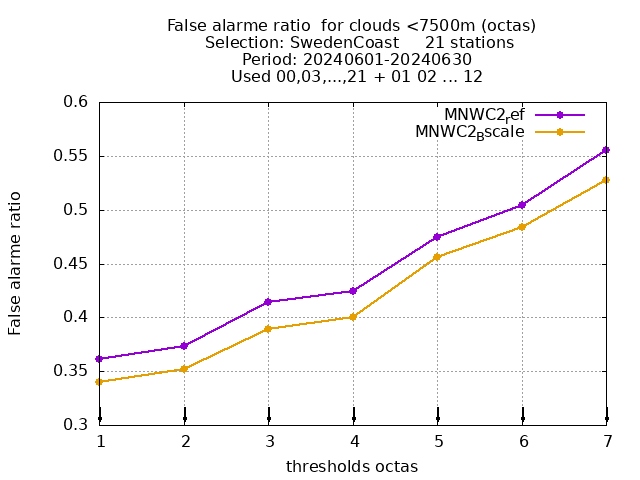 False alarme ratio  for clouds <7500m (octas)
Selection: SwedenCoast     21 stations
Period: 20240601-20240630
Used 00,03,...,21 + 01 02 ... 12
MNWC2ref
MNWC2Bscale
0.6
0.55
0.5
0.45
0.4
0.35
0.3
False alarme ratio
1 2 3 4 5 6 7
thresholds octas